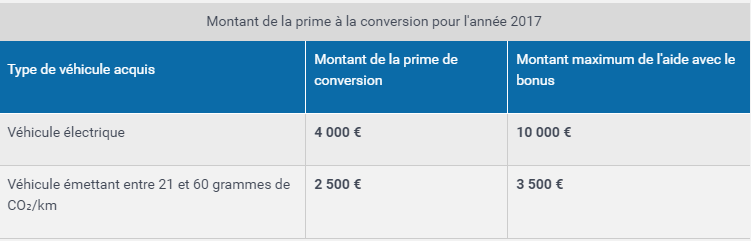 Montant de la prime à la conversion pour l'année 2017
Type de véhicule acquis
Montant de la prime de
conversion
Montant maximum de l'aide avec le
bonus
Véhicule électrique
4 000 €
10 000 €
Véhicule émettant entre 21 et 60 grammes de
CO₂/km
2 500 €
3 500 €